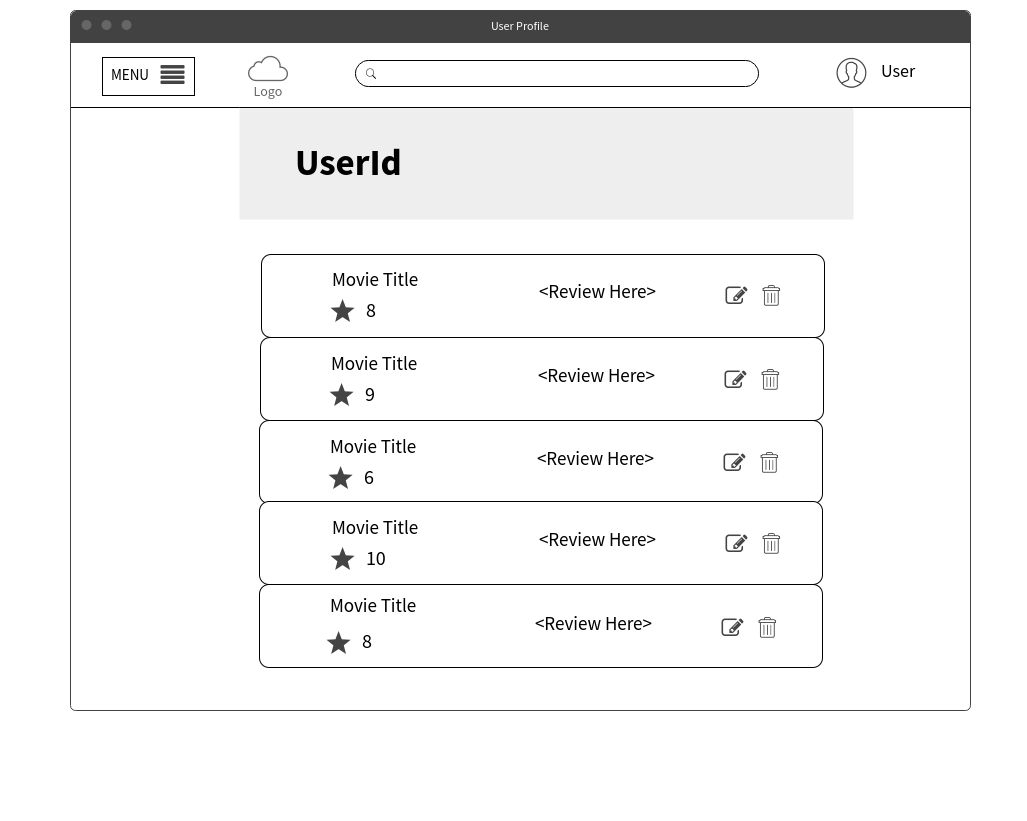 User Profile
MENU
Logo
User
UserId
Movie Title
<Review Here>
8
Movie Title
<Review Here>
9
Movie Title
<Review Here>
6
Movie Title
<Review Here>
10
Movie Title
<Review Here>
8